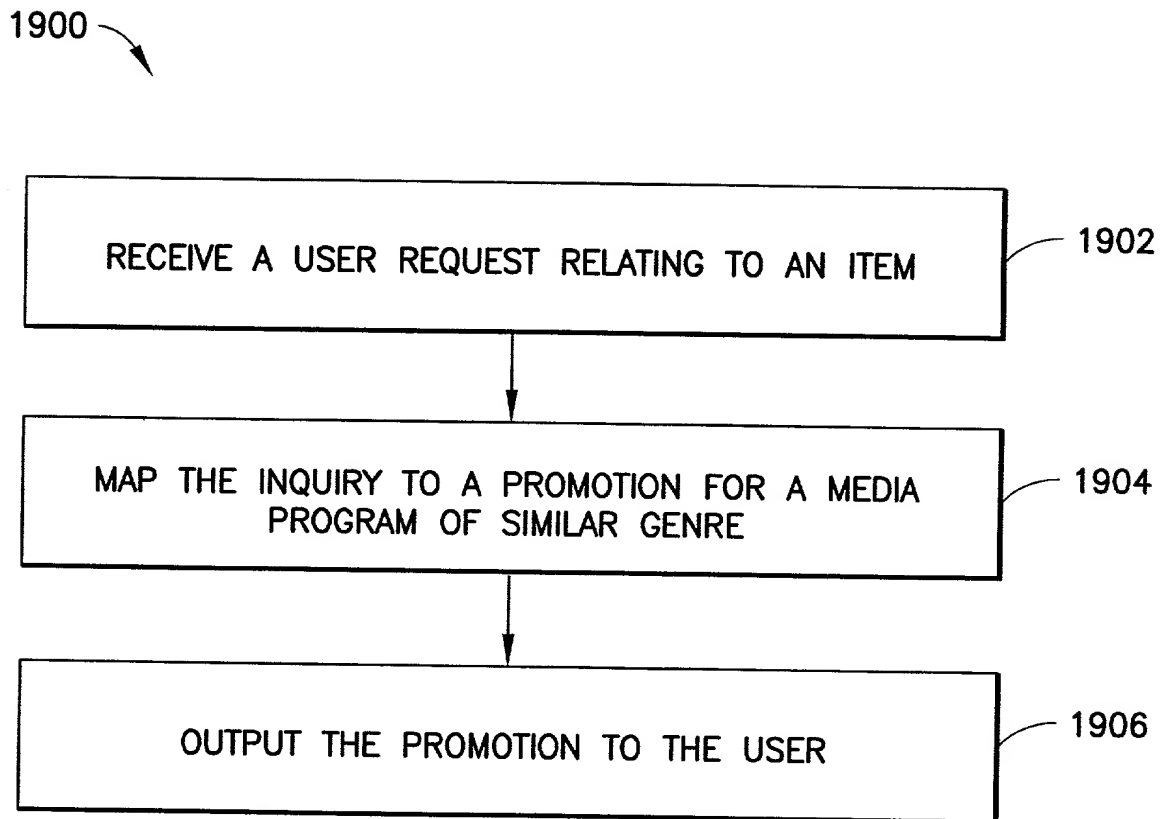 1900
RECEIVE A USER REQUEST RELATING TO AN ITEM
1902
MAP THE INQUIRY TO A PROMOTION FOR A MEDIA
PROGRAM OF SIMILAR GENRE
1904
OUTPUT THE PROMOTION TO THE USER
1906